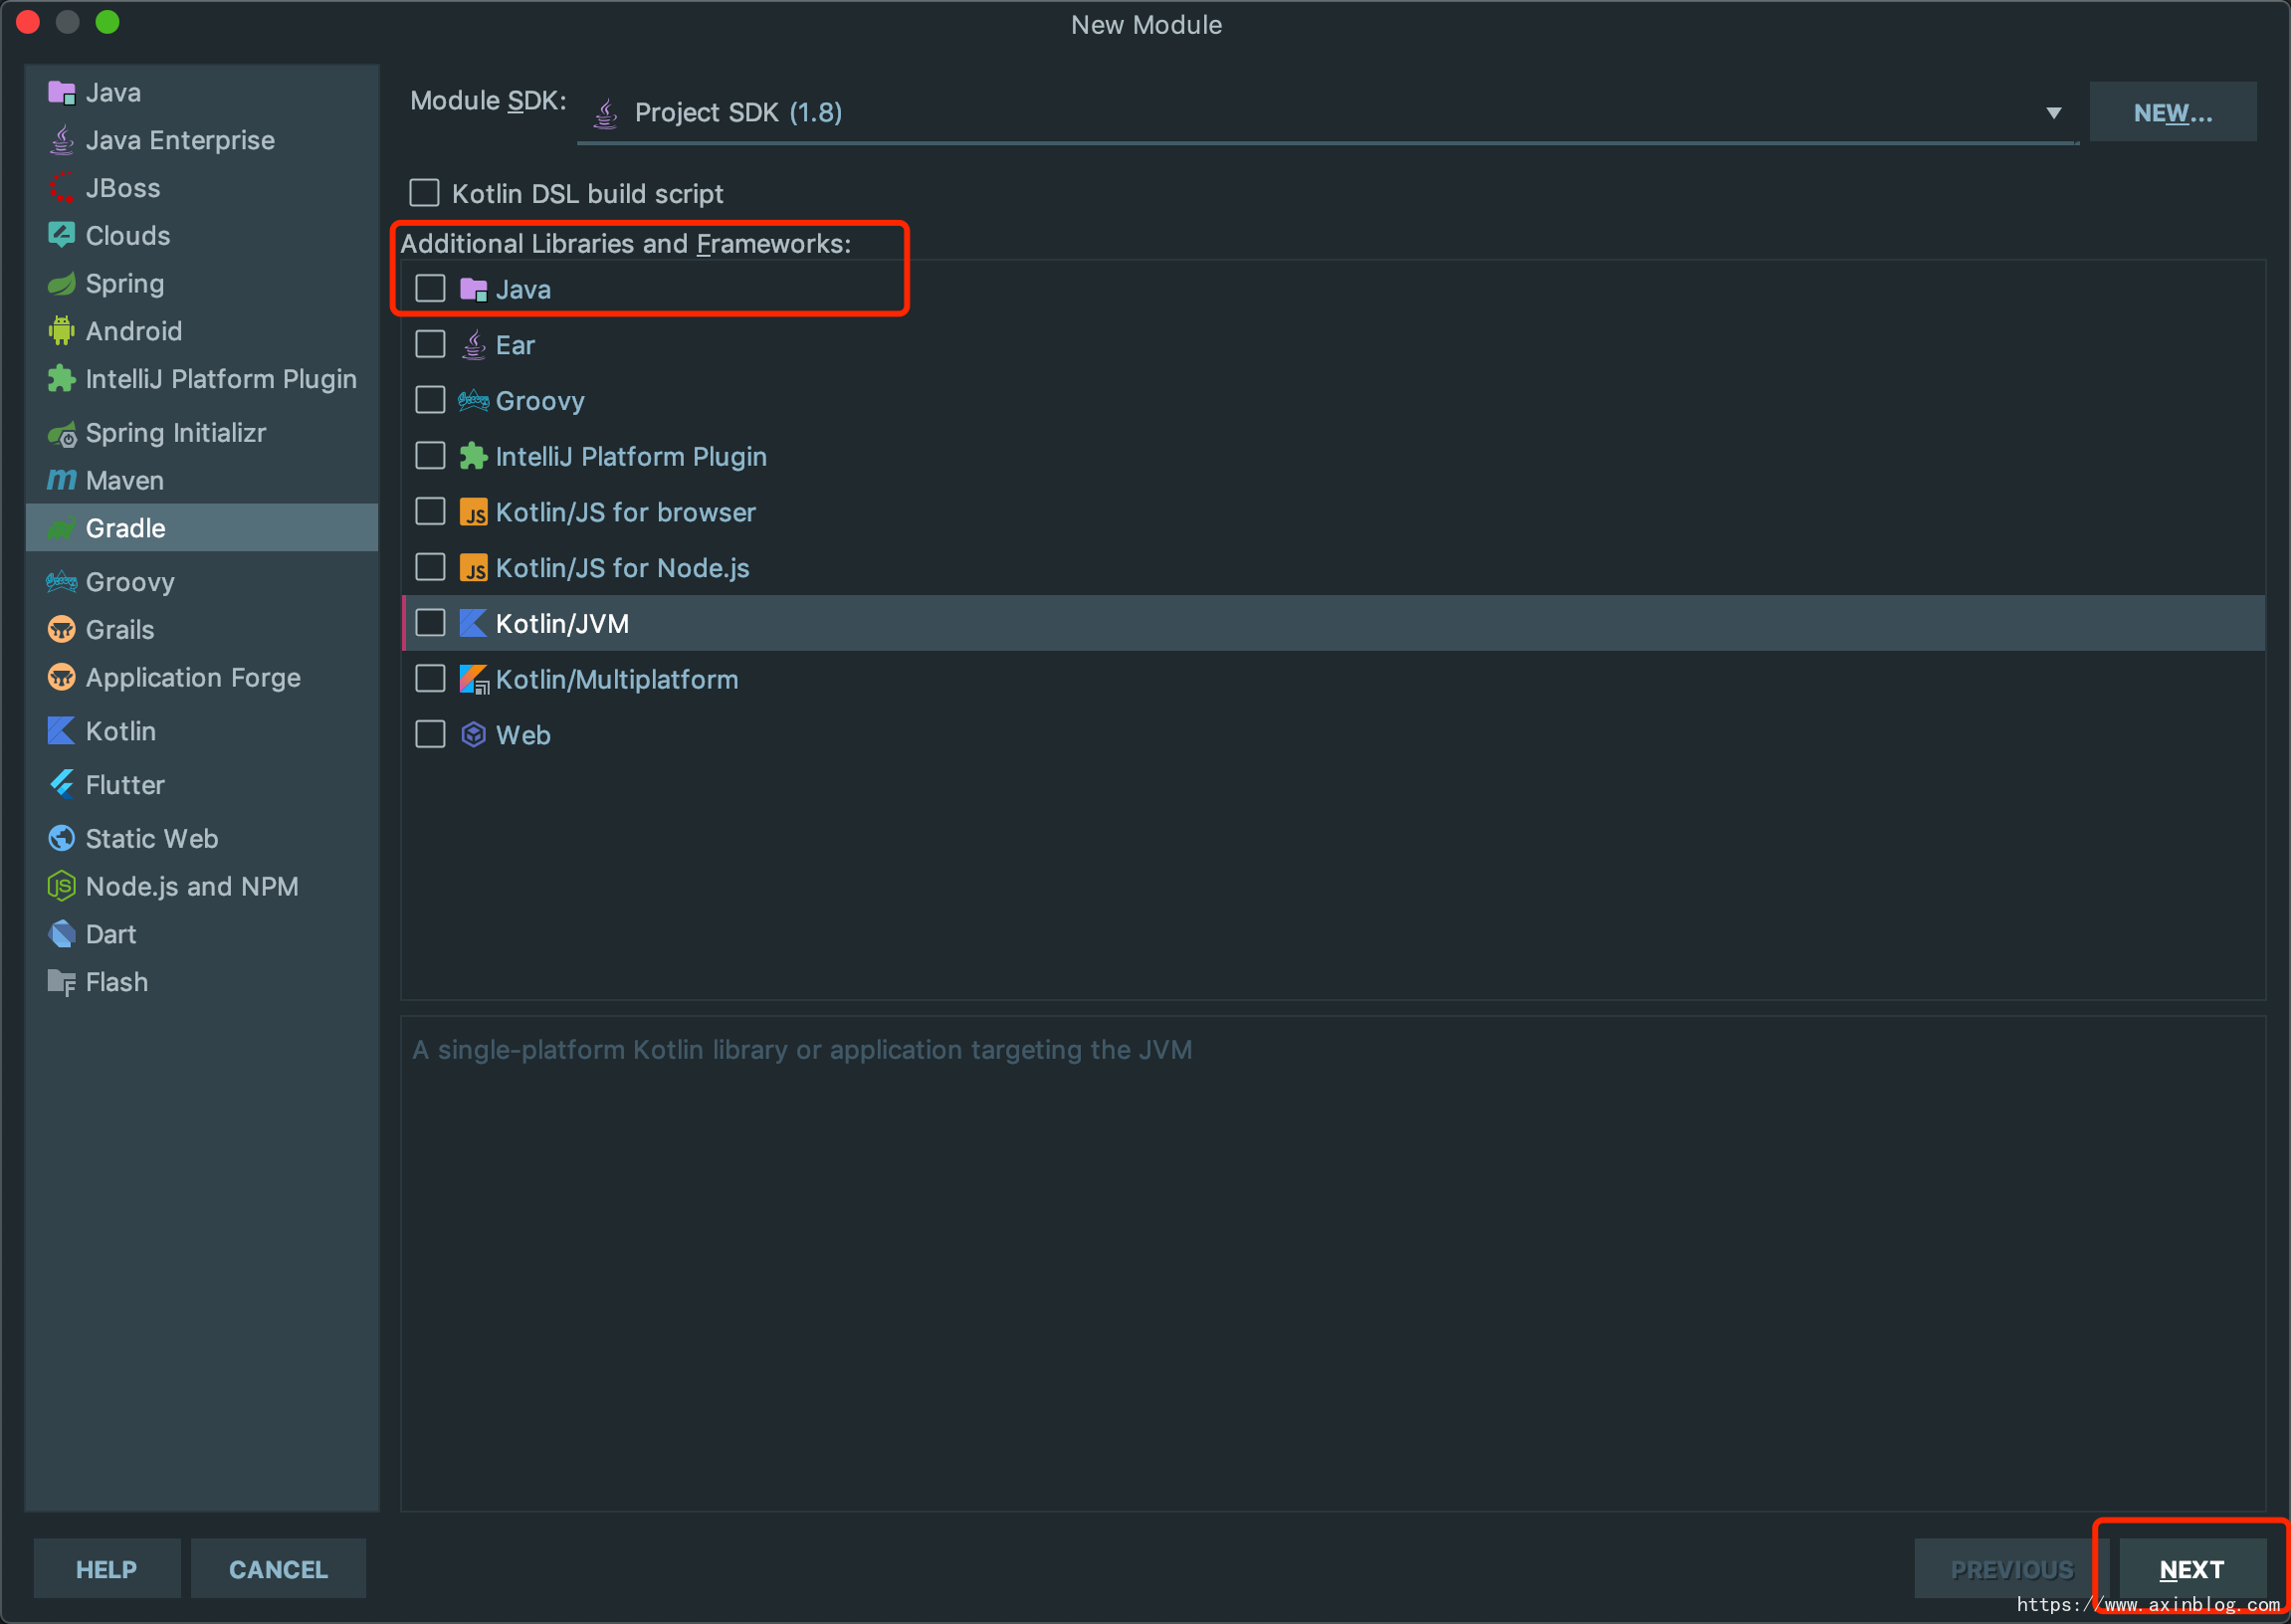 New Module
Java
Java Enterprise
JBoss
Clouds
Spring
Android
IntelliJ Platform Plugin
Spring Initializr
Maven
Gradle
Groovy
Grails
Application Forge
Kotlin
Flutter
Static Web
Node.js and NPM
Dart
Flash
Module SDK: Project SDK (1.8) NEW...
Kotlin DSL build script
Additional Libraries and Frameworks:
Java
Ear
Groovy
IntelliJ Platform Plugin
Kotlin/JS for browser
Kotlin/JS for Node.js
Kotlin/JVM
Kotlin/Multiplatform
Web
A single-platform Kotlin library or application targeting the JVM
HELP CANCEL PREVIOUS NEXT
https://www.axinblog.com